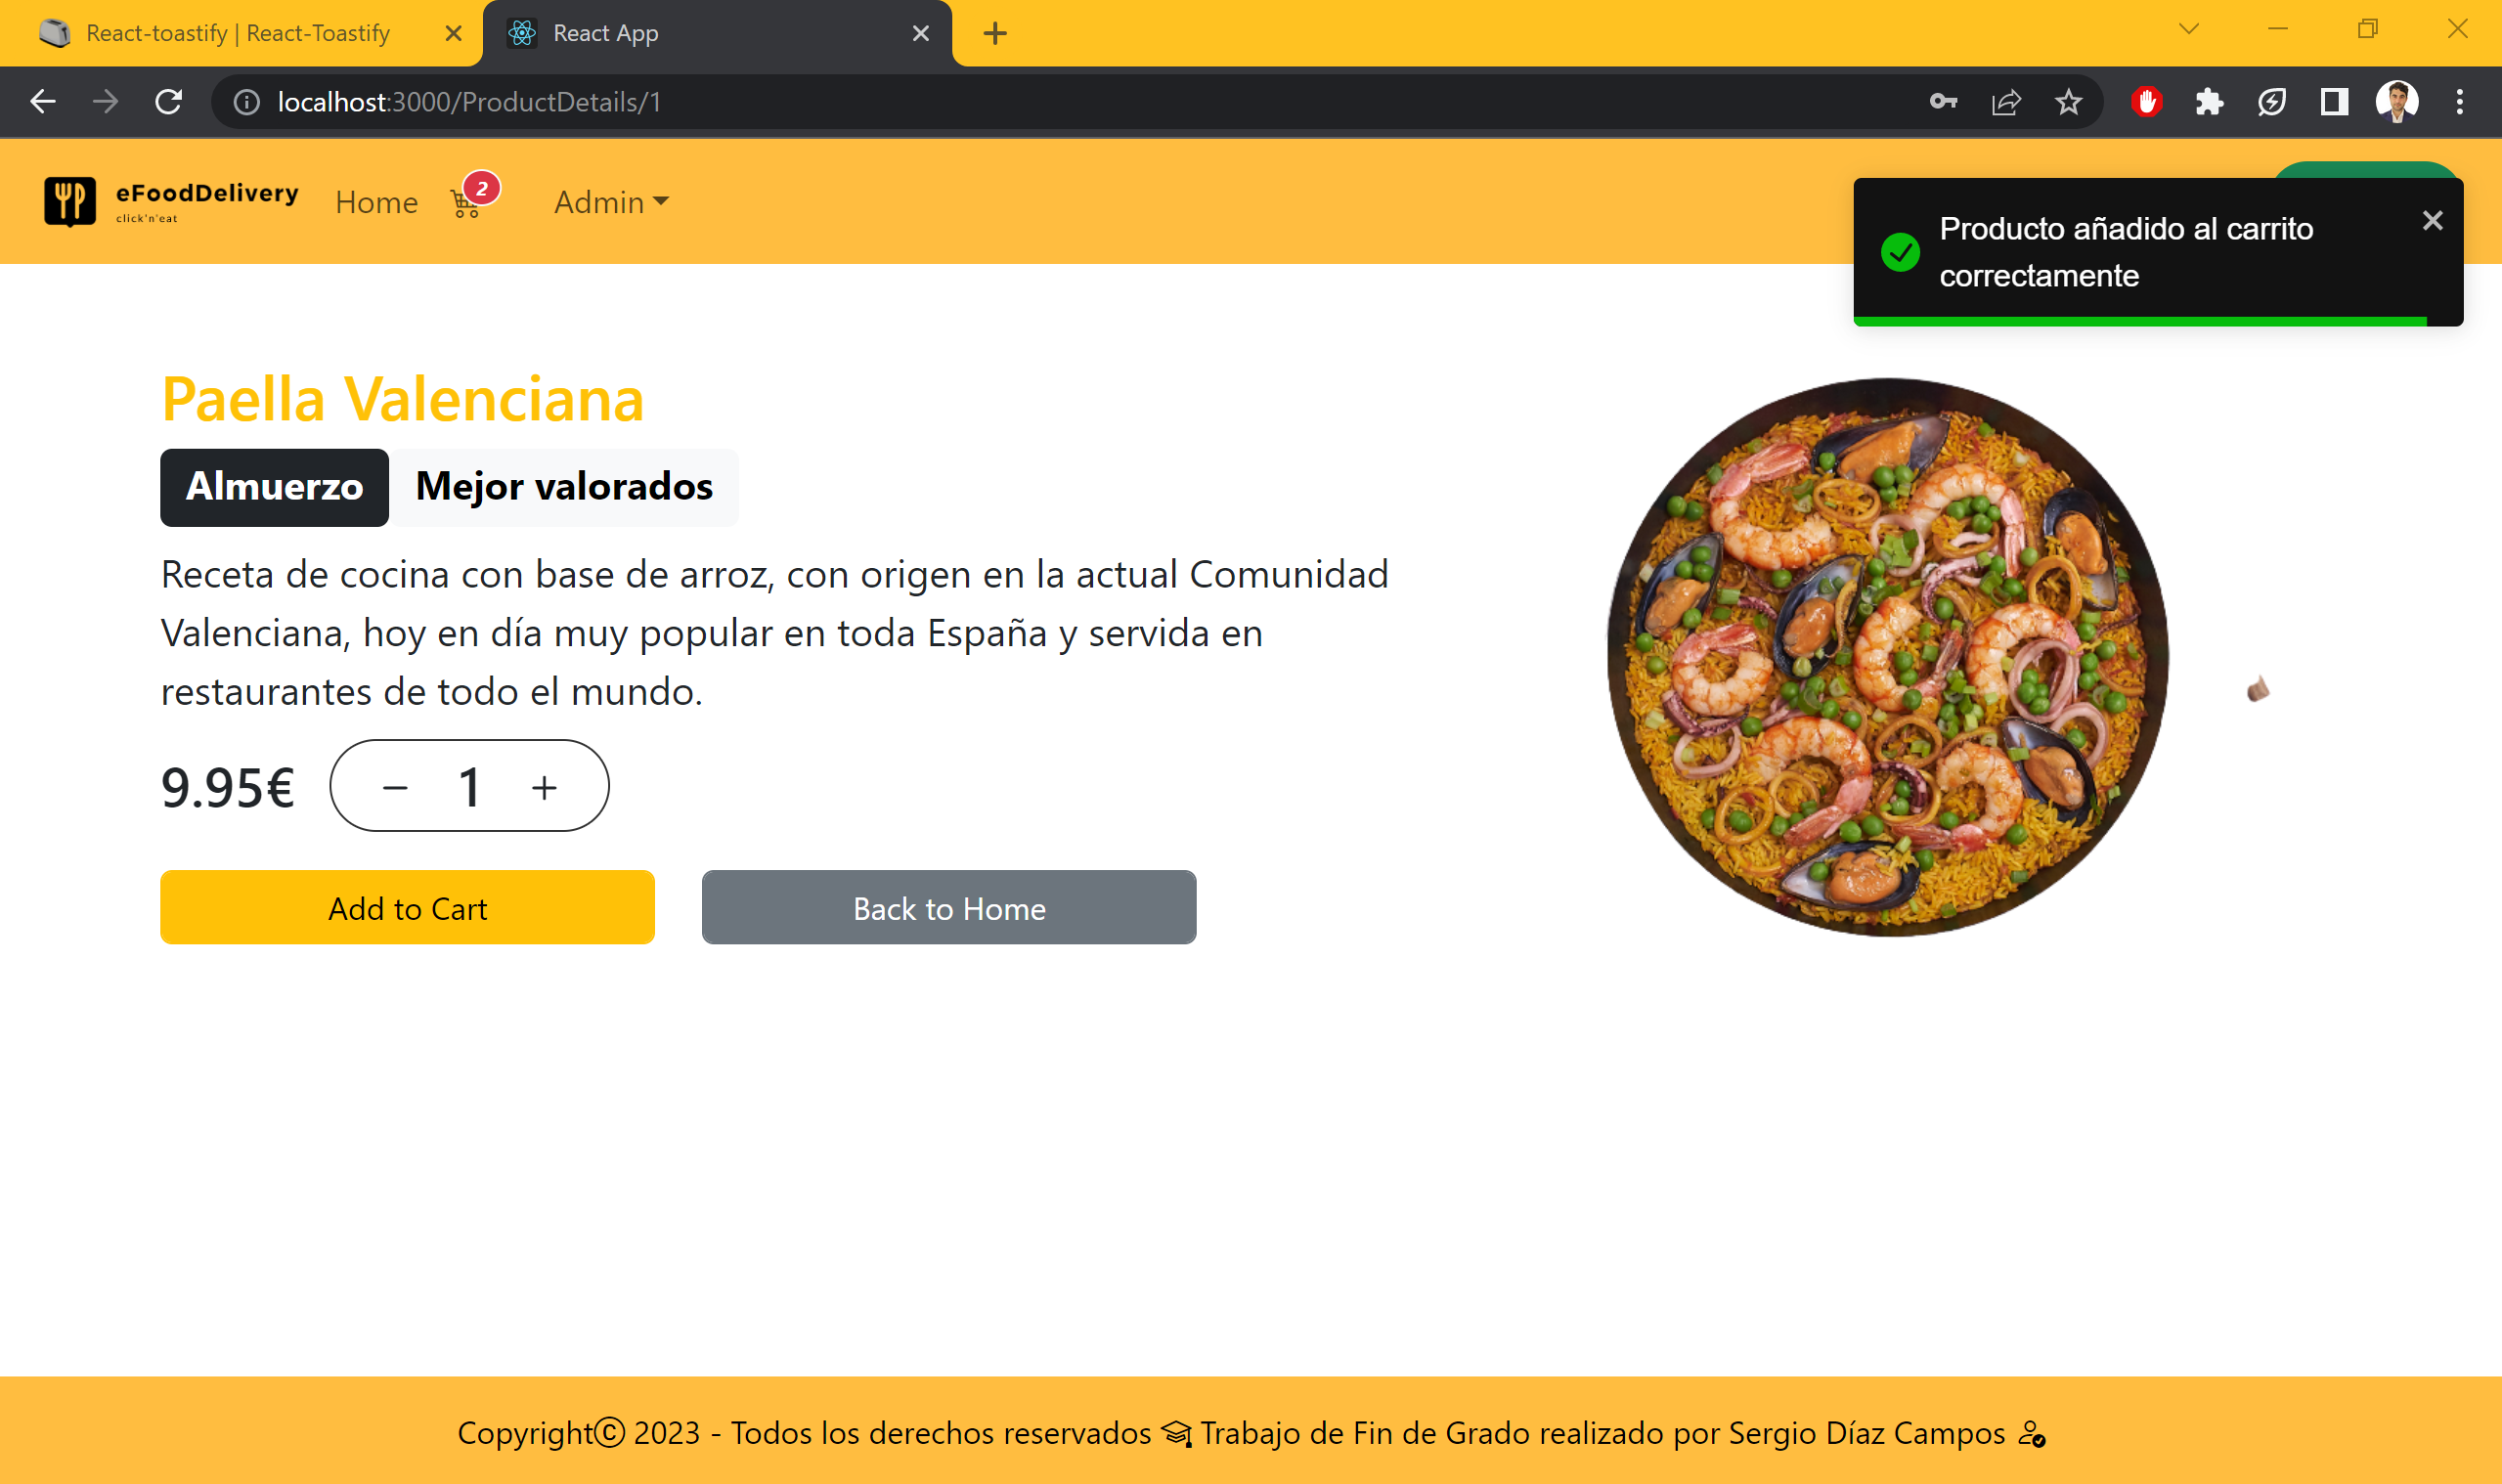 React-toastify | React-Toastify
React App
localhost:3000/ProductDetails/1
eFoodDelivery
click'n'eat
Home
2
Admin
Producto añadido al carrito
correctamente
Paella Valenciana
Almuerzo
Mejor valorados
Receta de cocina con base de arroz, con origen en la actual Comunidad
Valenciana, hoy en día muy popular en toda España y servida en
restaurantes de todo el mundo.
9.95€
1
Add to Cart
Back to Home
Copyright© 2023 - Todos los derechos reservados Trabajo de Fin de Grado realizado por Sergio Díaz Campos